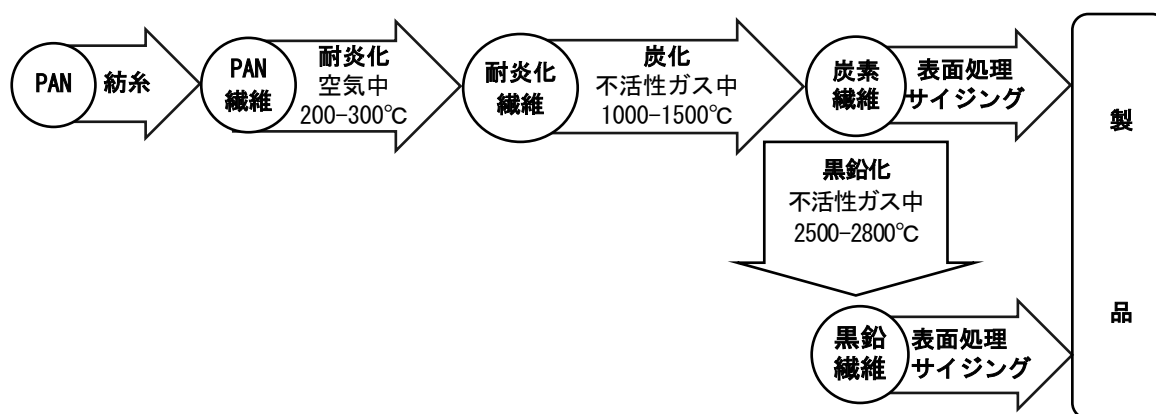 PAN
紡糸
PAN
繊維
耐炎化
空気中
200-300℃
耐炎化
繊維
炭化
不活性ガス中
1000-1500℃
炭素
繊維
表面処理
サイジング
黒鉛化
不活性ガス中
2500-2800℃
黒鉛
繊維
表面処理
サイジング
製
品